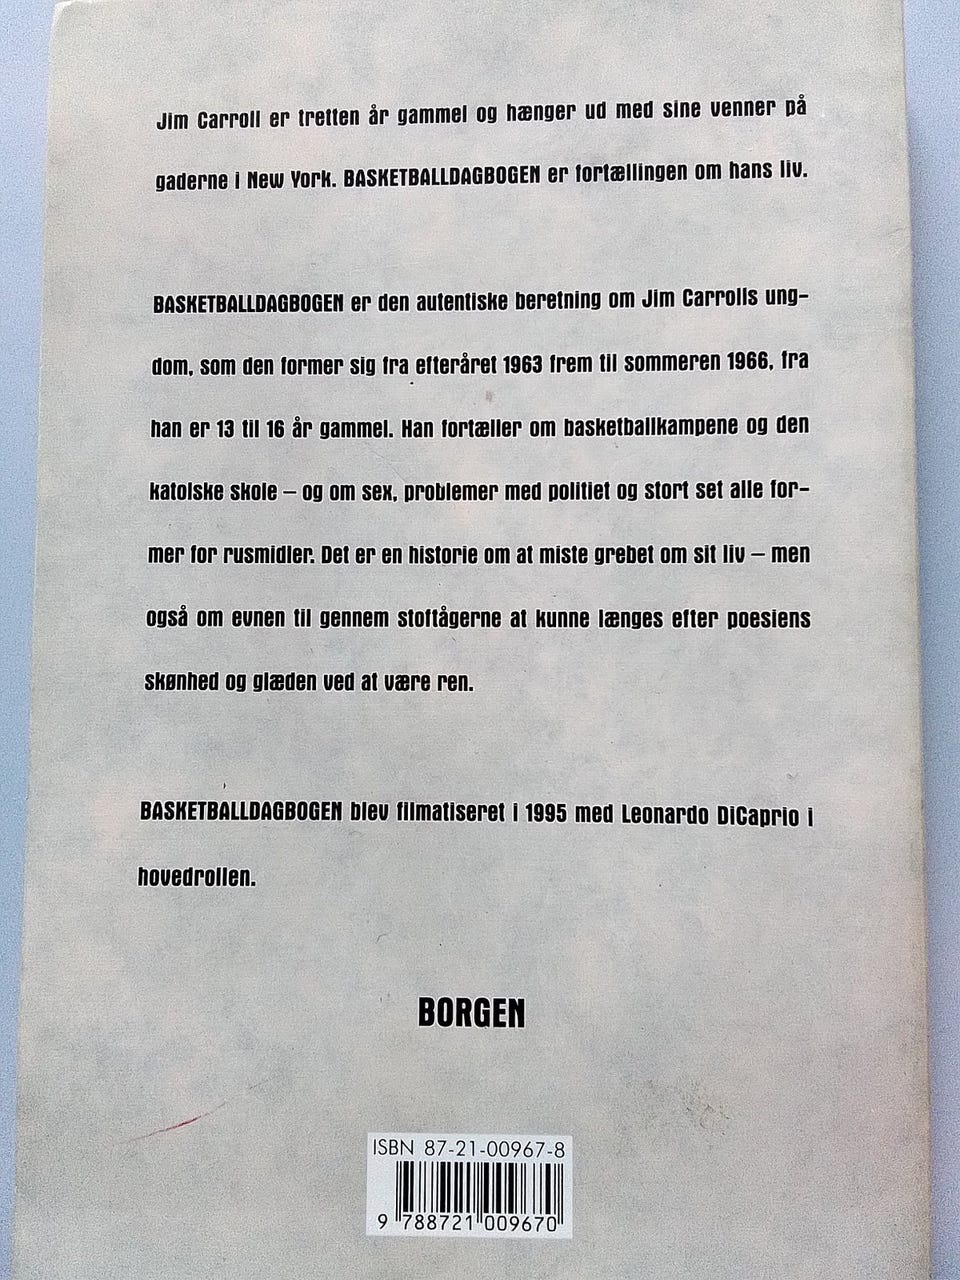 Jim Carroll er tretten år gammel og hænger ud med sine venner på
gaderne i New York. BASKETBALLDAGBOGEN er fortællingen om hans liv.
BASKETBALLDAGBOGEN er den autentiske beretning om Jim Carrolls ung-
dom, som den former sig fra efteråret 1963 frem til sommeren 1966, fra
han er 13 til 16 år gammel. Han fortæller om basketballkampene og den
katolske skole – og om sex, problemer med politiet og stort set alle for-
mer for rusmidler. Det er en historie om at miste grebet om sit liv – men
også om evnen til gennem stoftågerne at kunne længes efter poesiens
skønhed og glæden ved at være ren.
BASKETBALLDAGBOGEN blev filmatiseret i 1995 med Leonardo DiCaprio i
hovedrollen.
BORGEN
ISBN 87-21-00967-8
9 788721 009670